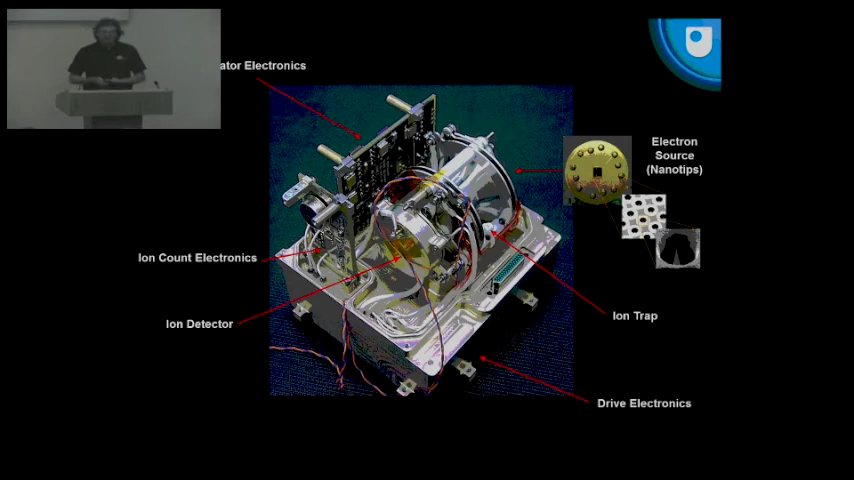 ator Electronics
Electron
Source
(Nanotips)
Ion Count Electronics
Ion Detector
Ion Trap
Drive Electronics